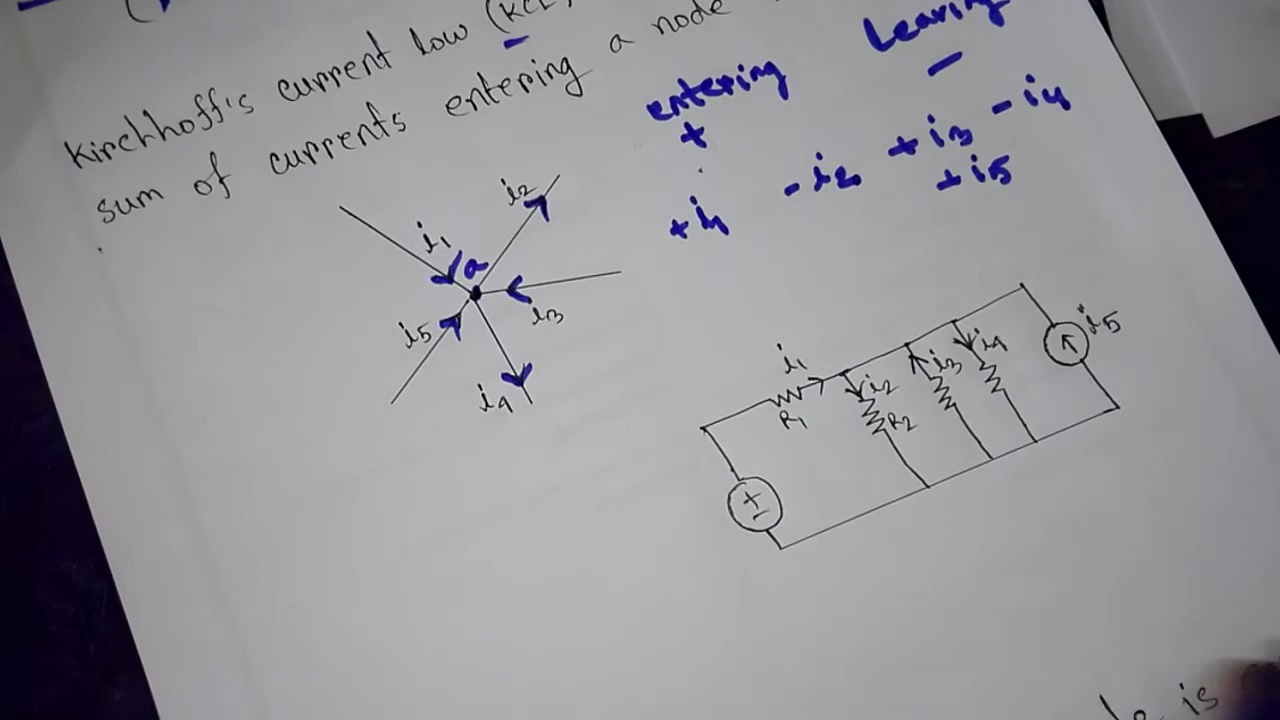 Kirchhoff's current low (KCL)
sum of currents entering a node
Leaving
-
entering
+
+i1 -i2 +i3 -i4
+i5
i1
i2
a
i3
i5
i4
i1
R1
i2
R2
i3
i4
i5
+
-
is